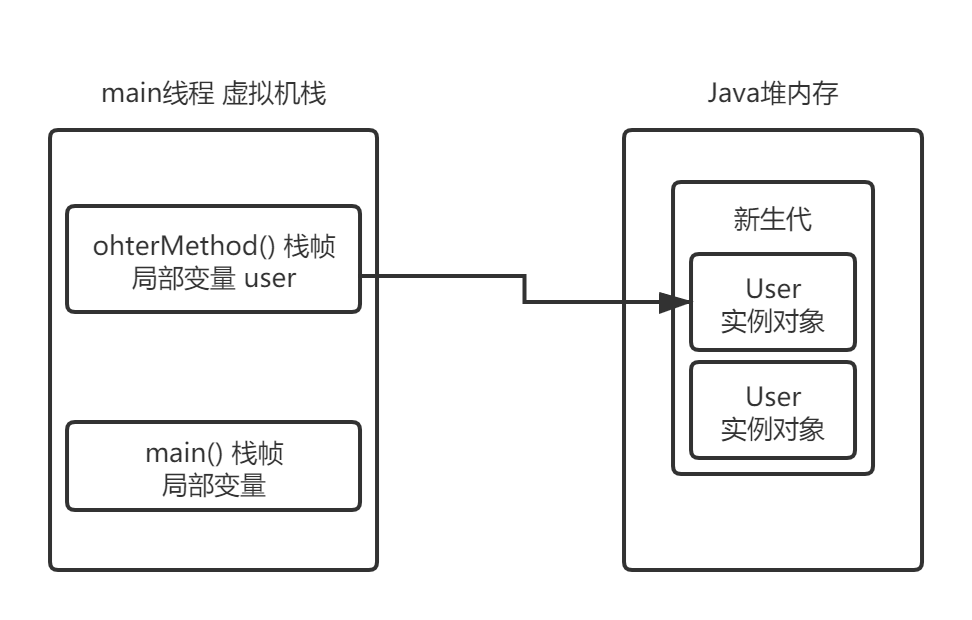 main线程 虚拟机栈
Java堆内存
ohterMethod() 栈帧
局部变量 user
新生代
User
实例对象
User
实例对象
main() 栈帧
局部变量